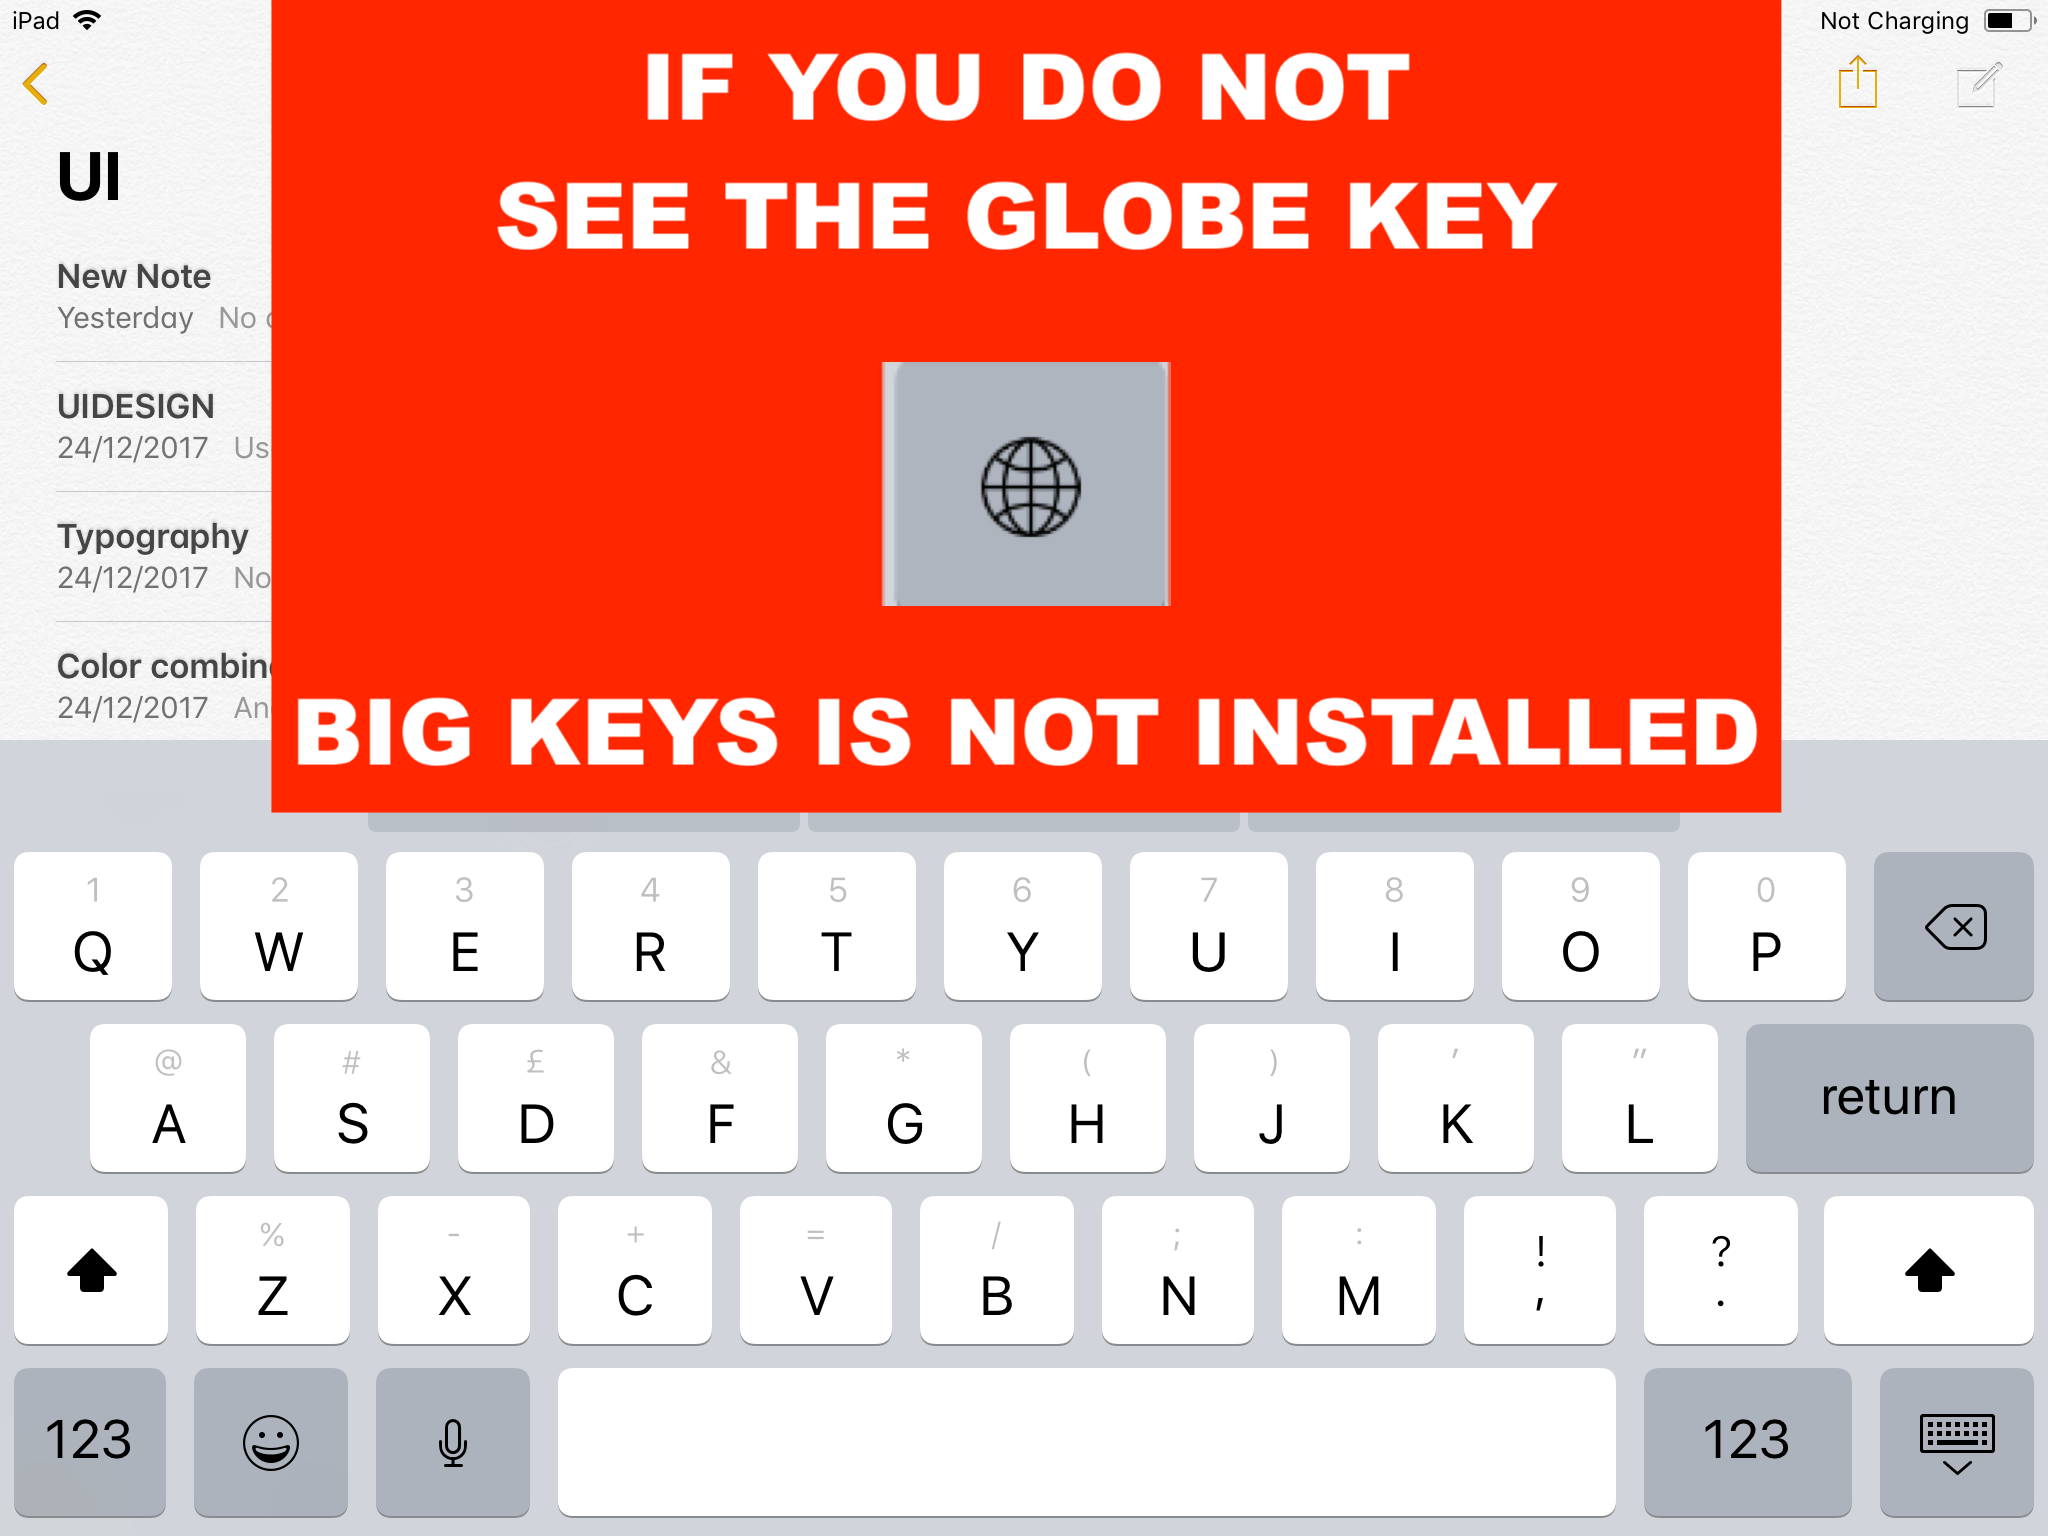 iPad
Not Charging
IF YOU DO NOT
SEE THE GLOBE KEY
BIG KEYS IS NOT INSTALLED
UI
New Note
Yesterday No
UIDESIGN
24/12/2017 Us
Typography
24/12/2017 No
Color combin
24/12/2017 An
1 2 3 4 5 6 7 8 9 0
Q W E R T Y U I O P
@ # £ & * ( ) ' "
A S D F G H J K L return
% - + = / ; : ! ?
Z X C V B N M , .
123 123